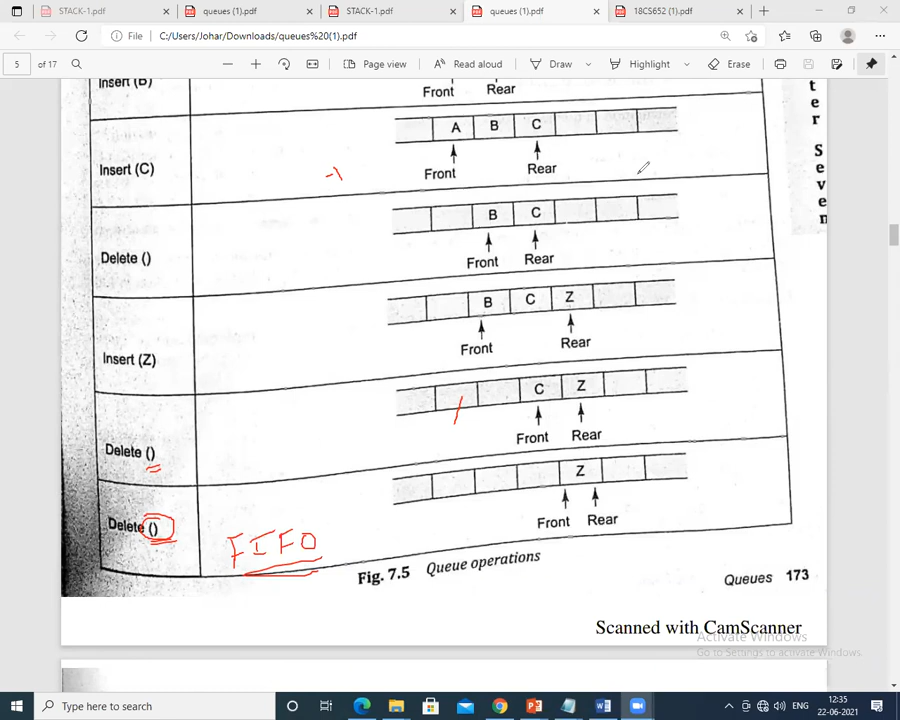 STACK-1.pdf
queues (1).pdf
STACK-1.pdf
queues (1).pdf
18CS652 (1).pdf
File
C:/Users/Johar/Downloads/queues%20(1).pdf
5 of 17
Page view
Read aloud
Draw
Highlight
Erase
Insert (B)
Front Rear
Insert (C)
A B C
Front Rear
Delete ()
B C
Front Rear
Insert (Z)
B C Z
Front Rear
Delete ()
C Z
Front Rear
Delete ()
Z
Front Rear
FIFO
Fig. 7.5 Queue operations
Queues 173
t
e
r
S
e
v
e
n
Scanned with CamScanner
Activate Windows
Go to Settings to activate Windows.
Type here to search
12:35
22-06-2021